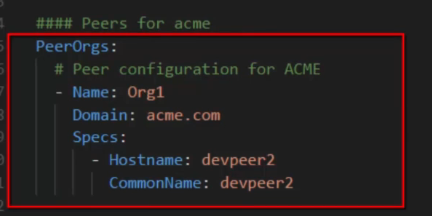 #### Peers for acme
PeerOrgs:
# Peer configuration for ACME
- Name: Org1
Domain: acme.com
Specs:
- Hostname: devpeer2
CommonName: devpeer2